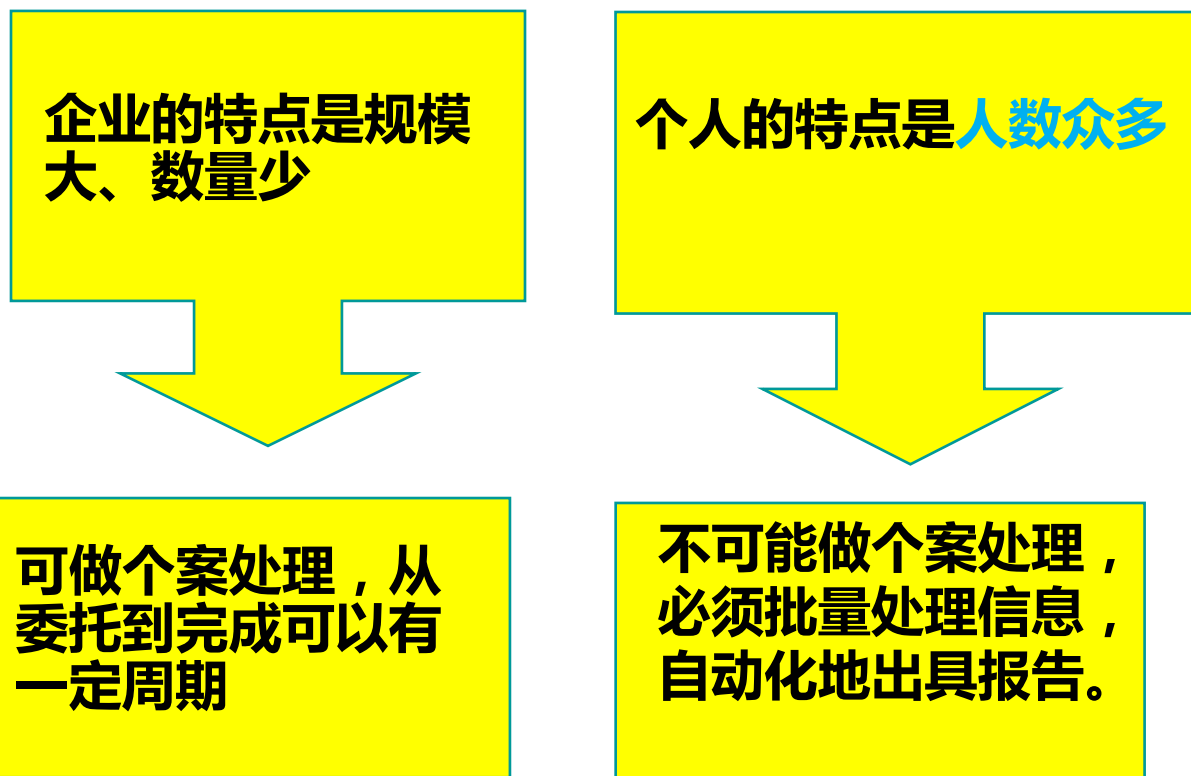 企业的特点是规模
大、数量少
个人的特点是人数众多
可做个案处理，从
委托到完成可以有
一定周期
不可能做个案处理，
必须批量处理信息，
自动化地出具报告。